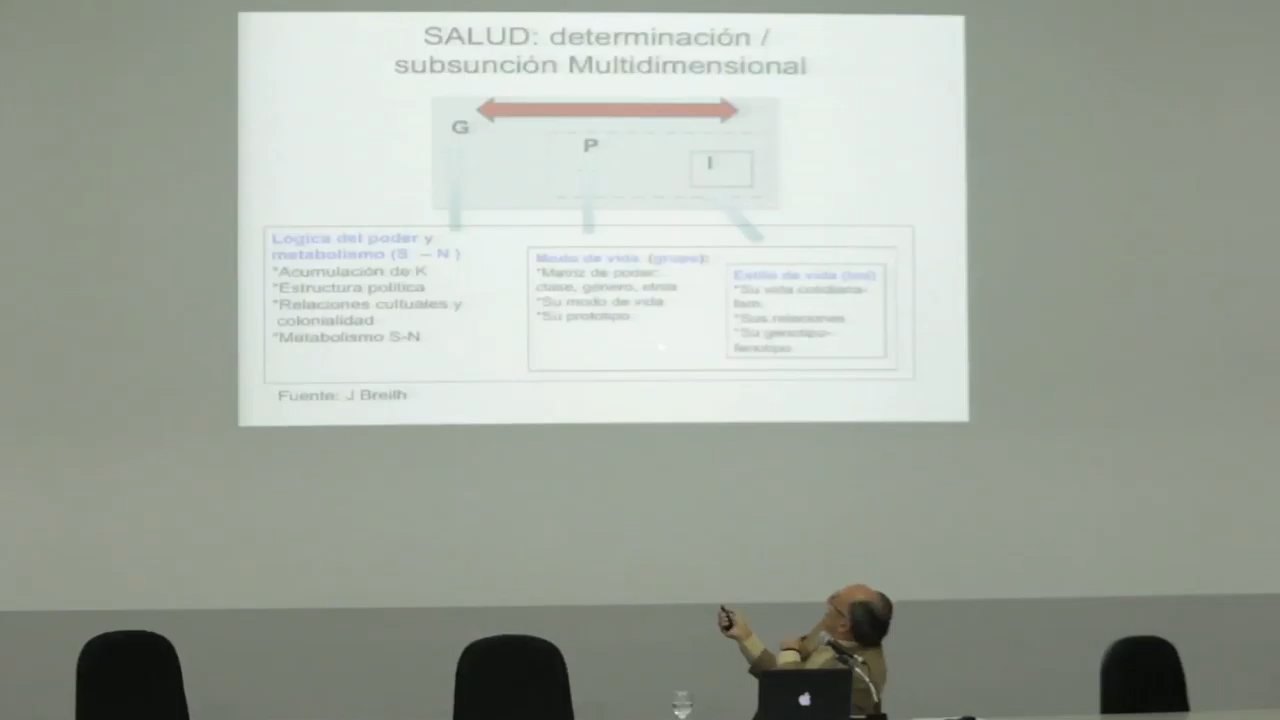 SALUD: determinación /
subsunción Multidimensional
G
P
I
Lógica del poder y
metabolismo (S – N )
*Acumulación de K
*Estructura política
*Relaciones cultuales y
colonialidad
*Metabolismo S-N
Modo de vida (grupo):
*Matriz de poder:
clase, género, etnia
*Su modo de vida
*Su prototipo
Estilo de vida (ind)
*Su vida cotidiana-
*Sus relaciones
*Su genotipo-
fenotipo
Fuente: J Breilh